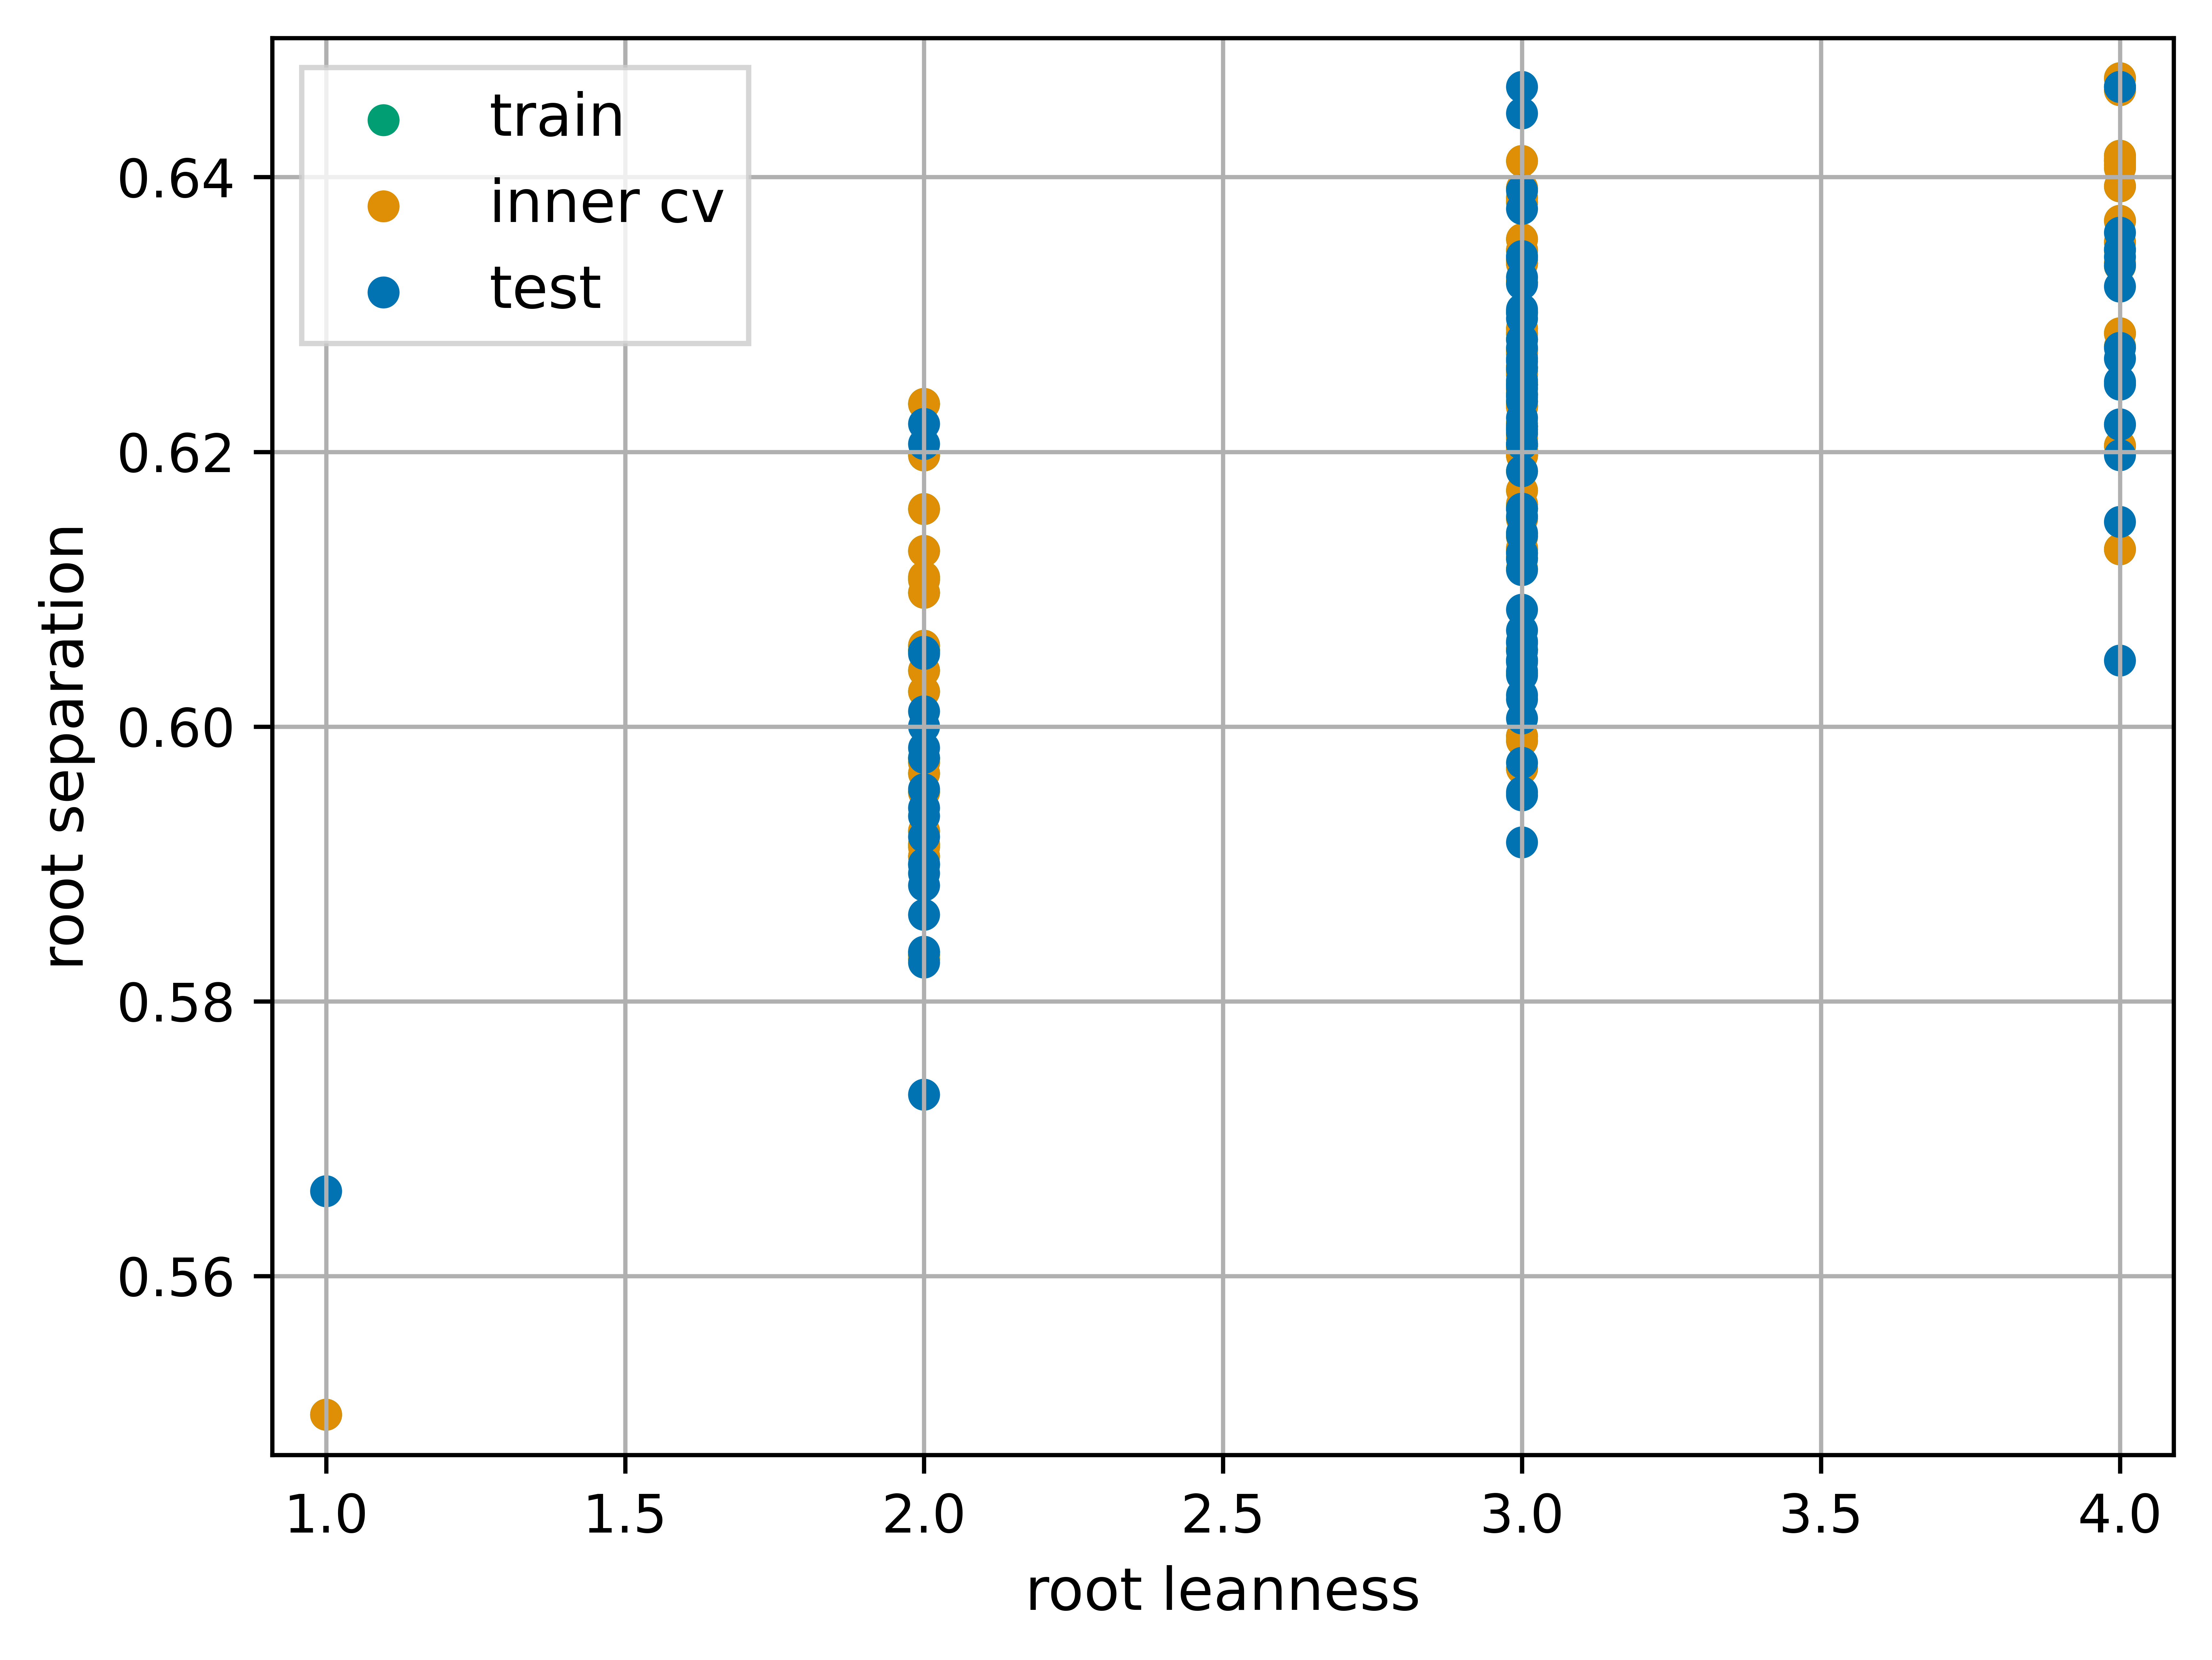 train
inner cv
test
0.64
0.62
0.60
0.58
0.56
root separation
1.0 1.5 2.0 2.5 3.0 3.5 4.0
root leanness